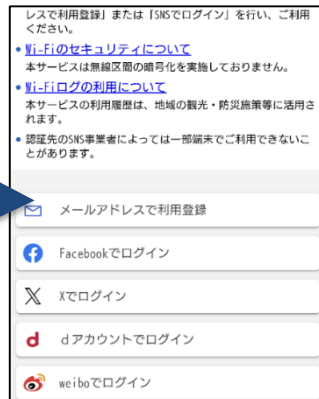 レスで利用登録」または「SNSでログイン」を行い、ご利用
ください。
• Wi-Fiのセキュリティについて
本サービスは無線区間の暗号化を実施しておりません。
• Wi-Fiログの利用について
本サービスの利用履歴は、地域の観光・防災施策等に活用さ
れます。
• 認証先のSNS事業者によっては一部端末でご利用できないこ
とがあります。
メールアドレスで利用登録
Facebookでログイン
Xでログイン
d dアカウントでログイン
weiboでログイン